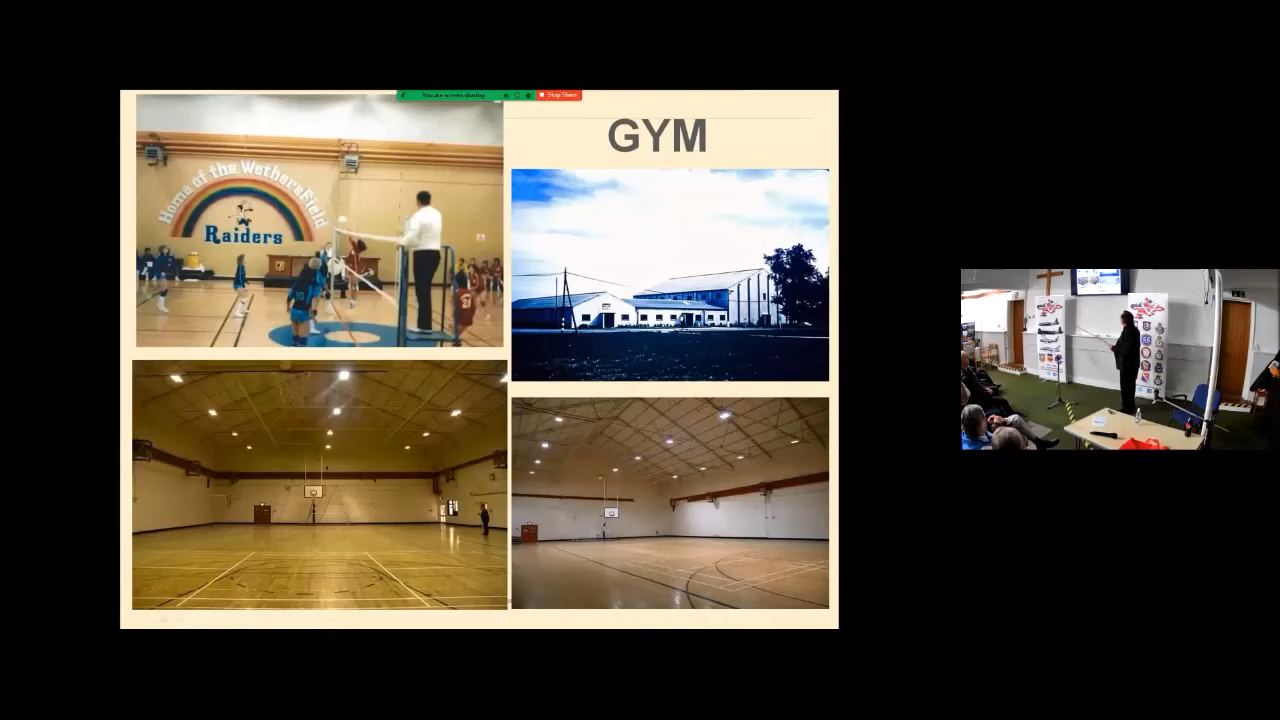 You are screen sharing
Stop Share
GYM
Home of the Wethersfield
Raiders